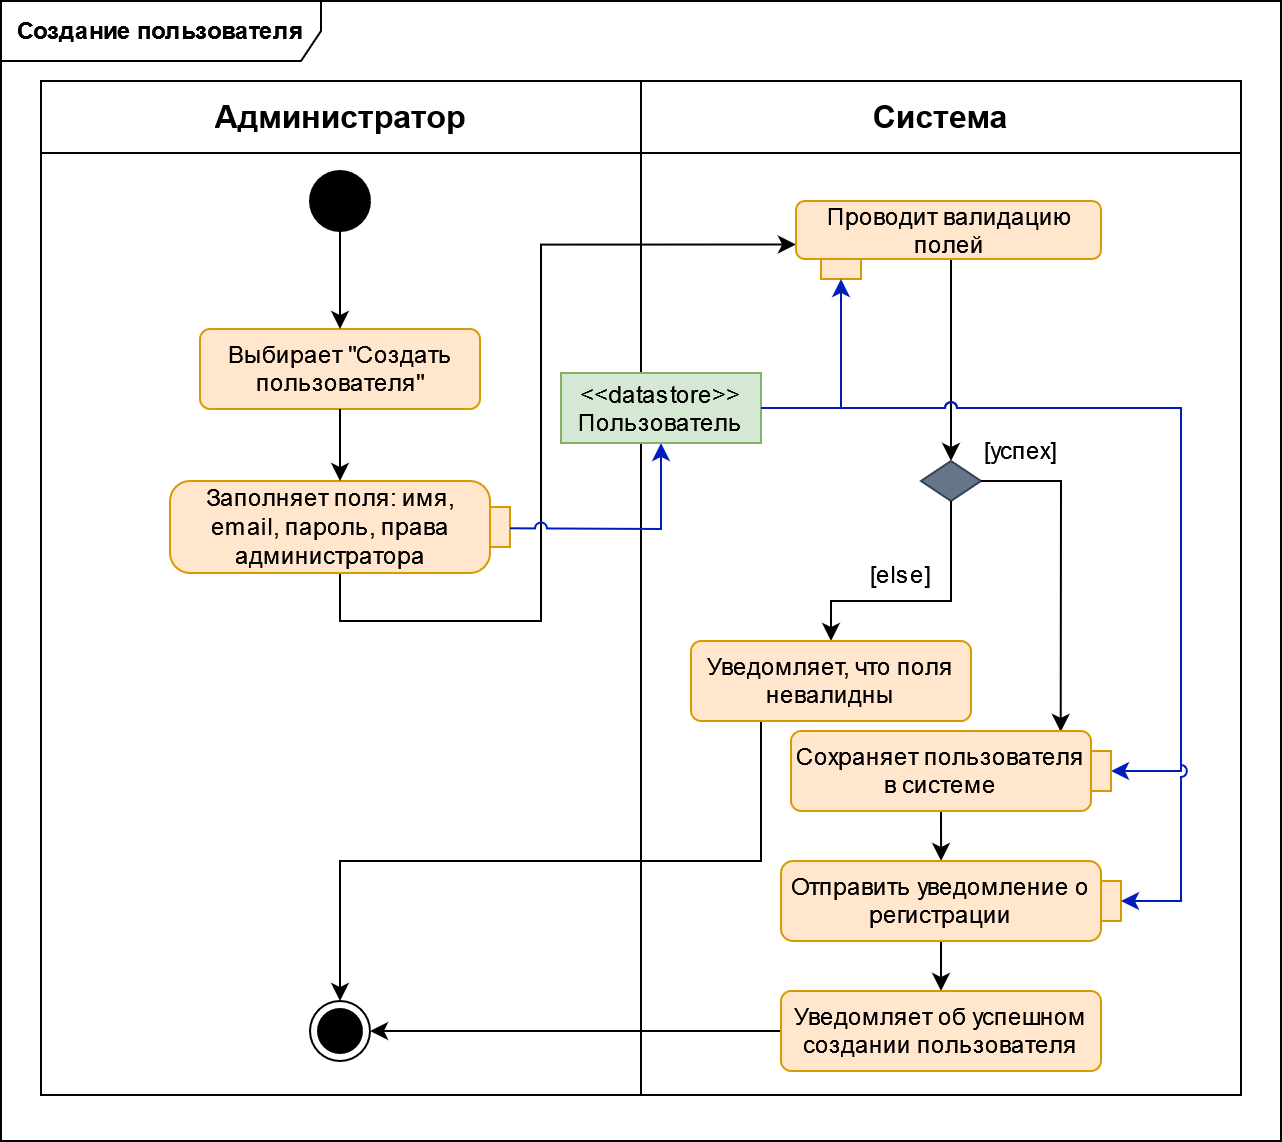 Создание пользователя
Администратор
Система
Проводит валидацию
полей
Выбирает "Создать
пользователя"
<<datastore>>
Пользователь
[успех]
Заполняет поля: имя,
email, пароль, права
администратора
[else]
Уведомляет, что поля
невалидны
Сохраняет пользователя
в системе
Отправить уведомление о
регистрации
Уведомляет об успешном
создании пользователя